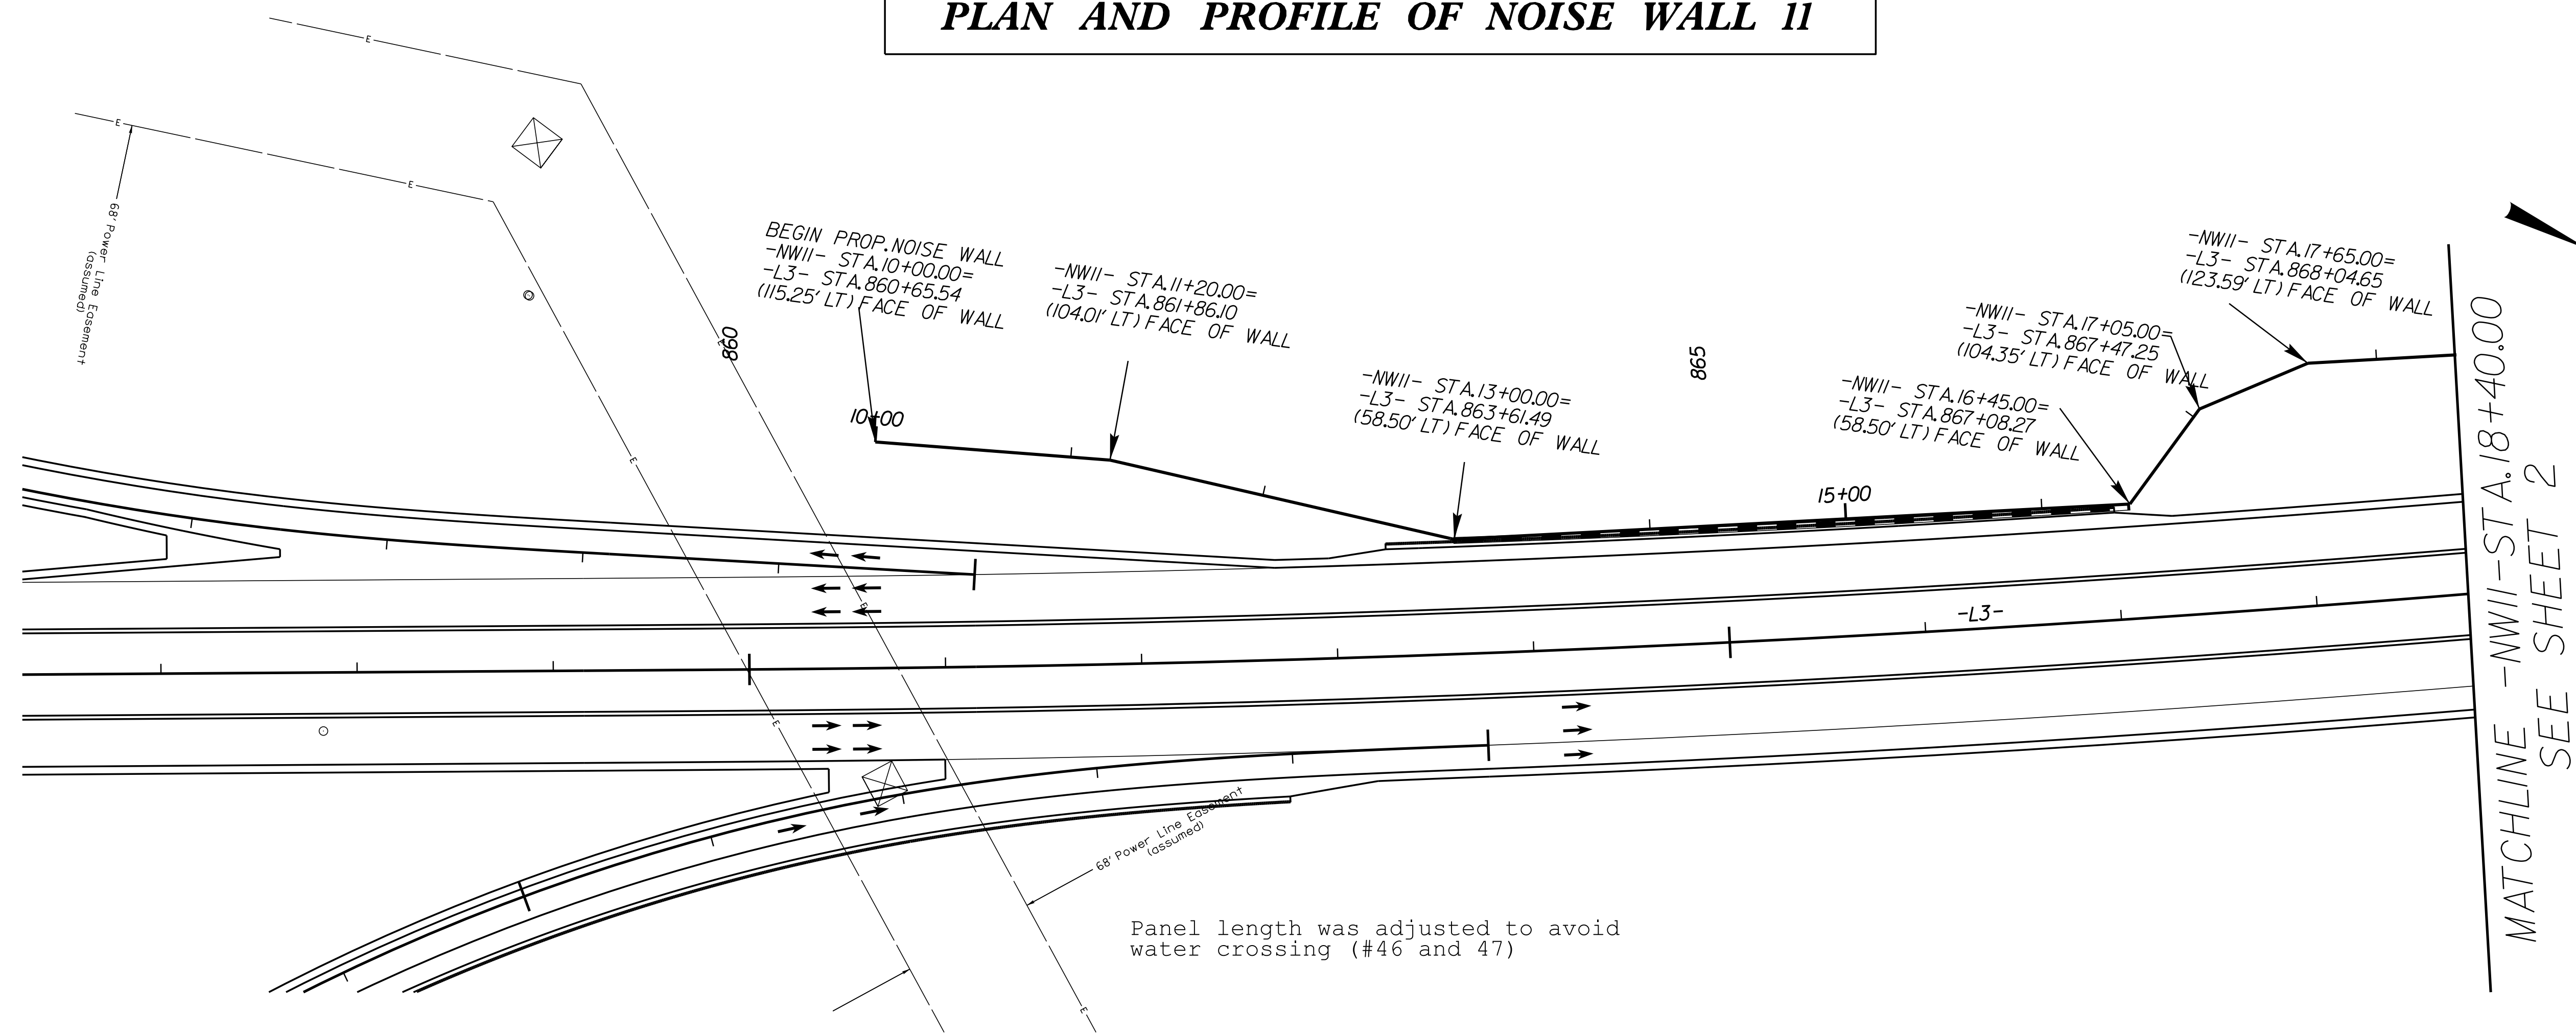 PLAN AND PROFILE OF NOISE WALL 11
E
E
E
68' Power Line Easement
(assumed)
BEGIN PROP. NOISE WALL
-NW11- STA. 10+00.00=
-L3- STA. 860+65.54
(115.25' LT) FACE OF WALL
-NW11- STA. 11+20.00=
-L3- STA. 861+86.10
(104.01' LT) FACE OF WALL
-NW11- STA. 13+00.00=
-L3- STA. 863+61.49
(58.50' LT) FACE OF WALL
-NW11- STA. 16+45.00=
-L3- STA. 867+08.27
(58.50' LT) FACE OF WALL
-NW11- STA. 17+05.00=
-L3- STA. 867+47.25
(104.35' LT) FACE OF WALL
-NW11- STA. 17+65.00=
-L3- STA. 868+04.65
(123.59' LT) FACE OF WALL
860
E
865
10+00
E
15+00
E
-L3-
E
68' Power Line Easement
(assumed)
E
Panel length was adjusted to avoid
water crossing (#46 and 47)
MATCHLINE -NW11- STA. 18+40.00
SEE SHEET 2